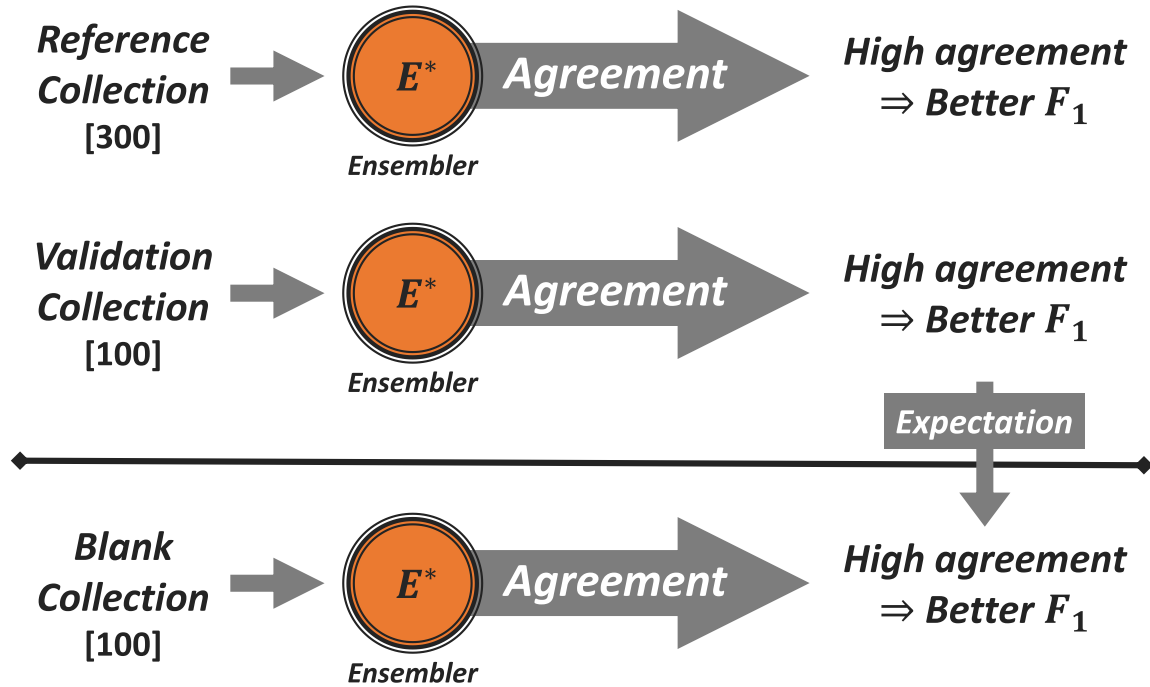 Reference
Collection
[300]
E*
Ensembler
Agreement
High agreement
⇒ Better F₁
Validation
Collection
[100]
E*
Ensembler
Agreement
High agreement
⇒ Better F₁
Expectation
Blank
Collection
[100]
E*
Ensembler
Agreement
High agreement
⇒ Better F₁